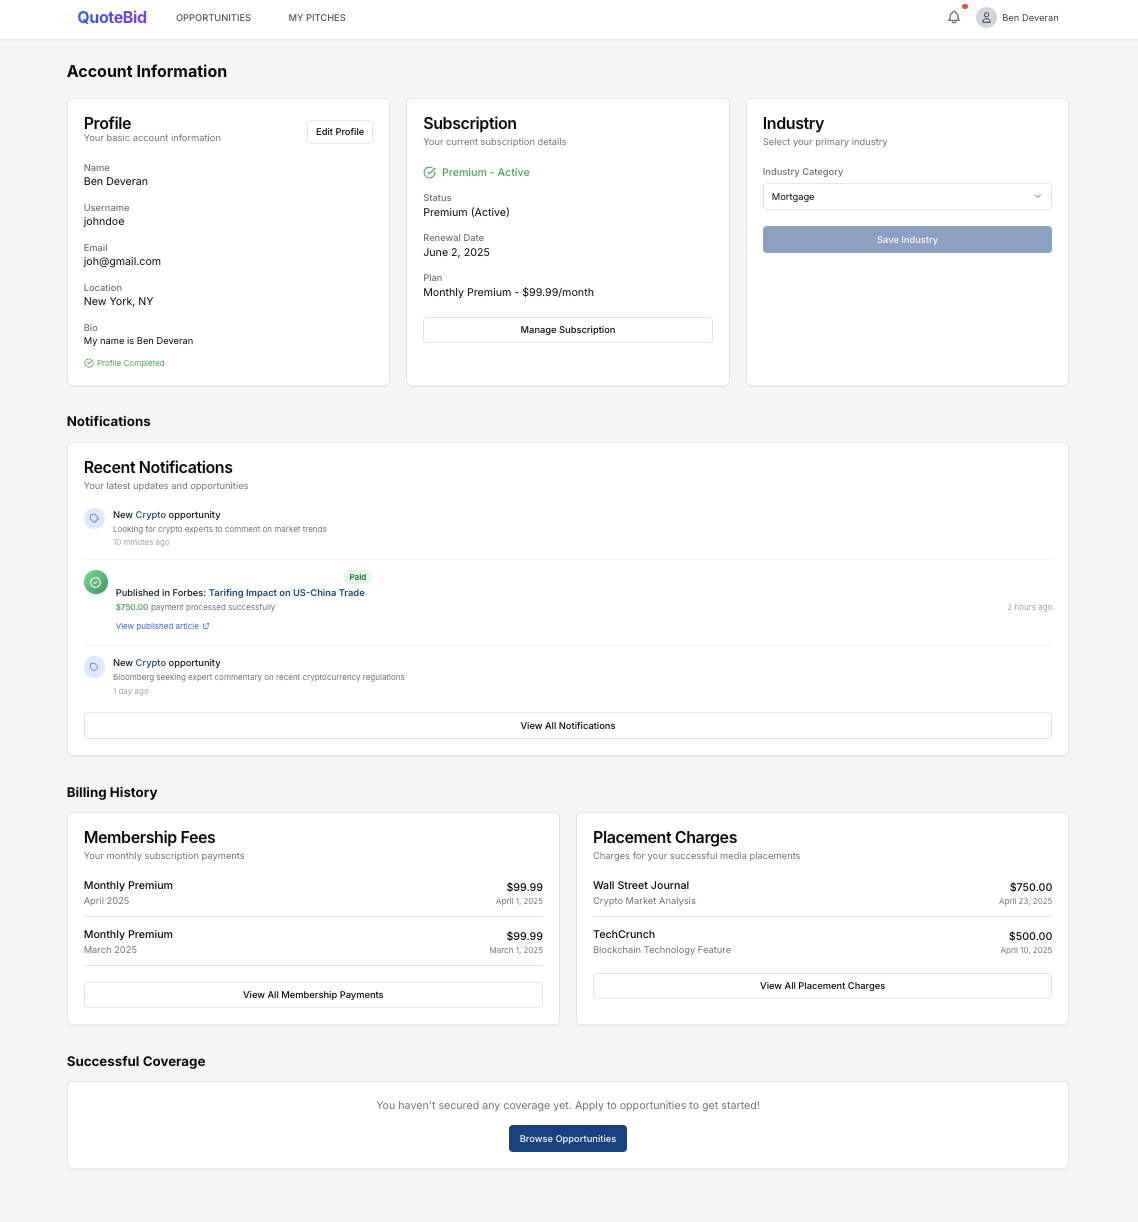 QuoteBid
OPPORTUNITIES
MY PITCHES
Ben Deveran
Account Information
Profile
Your basic account information
Edit Profile
Name
Ben Deveran
Username
johndoe
Email
joh@gmail.com
Location
New York, NY
Bio
My name is Ben Deveran
Profile Completed
Subscription
Your current subscription details
Premium - Active
Status
Premium (Active)
Renewal Date
June 2, 2025
Plan
Monthly Premium - $99.99/month
Manage Subscription
Industry
Select your primary industry
Industry Category
Mortgage
Save Industry
Notifications
Recent Notifications
Your latest updates and opportunities
New Crypto opportunity
Looking for crypto experts to comment on market trends
10 minutes ago
Paid
Published in Forbes: Tarifing Impact on US-China Trade
$750.00 payment processed successfully
2 hours ago
View published article
New Crypto opportunity
Bloomberg seeking expert commentary on recent cryptocurrency regulations
1 day ago
View All Notifications
Billing History
Membership Fees
Your monthly subscription payments
Monthly Premium
$99.99
April 2025
April 1, 2025
Monthly Premium
$99.99
March 2025
March 1, 2025
View All Membership Payments
Placement Charges
Charges for your successful media placements
Wall Street Journal
$750.00
Crypto Market Analysis
April 23, 2025
TechCrunch
$500.00
Blockchain Technology Feature
April 10, 2025
View All Placement Charges
Successful Coverage
You haven't secured any coverage yet. Apply to opportunities to get started!
Browse Opportunities